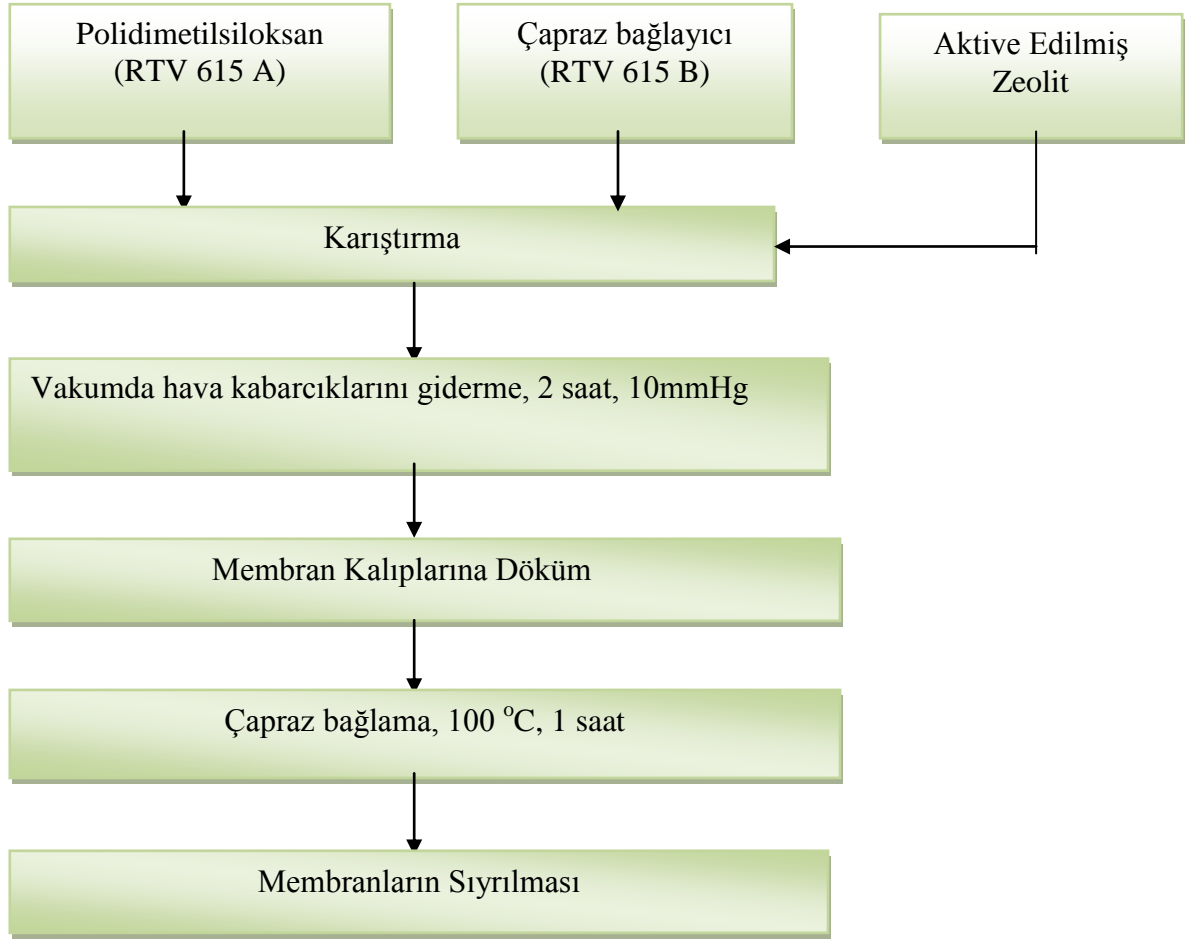 Polidimetilsiloksan
(RTV 615 A)
Çapraz bağlayıcı
(RTV 615 B)
Aktive Edilmiş
Zeolit
Karıştırma
Vakumda hava kabarcıklarını giderme, 2 saat, 10mmHg
Membran Kalıplarına Döküm
Çapraz bağlama, 100 °C, 1 saat
Membranların Sıyrılması